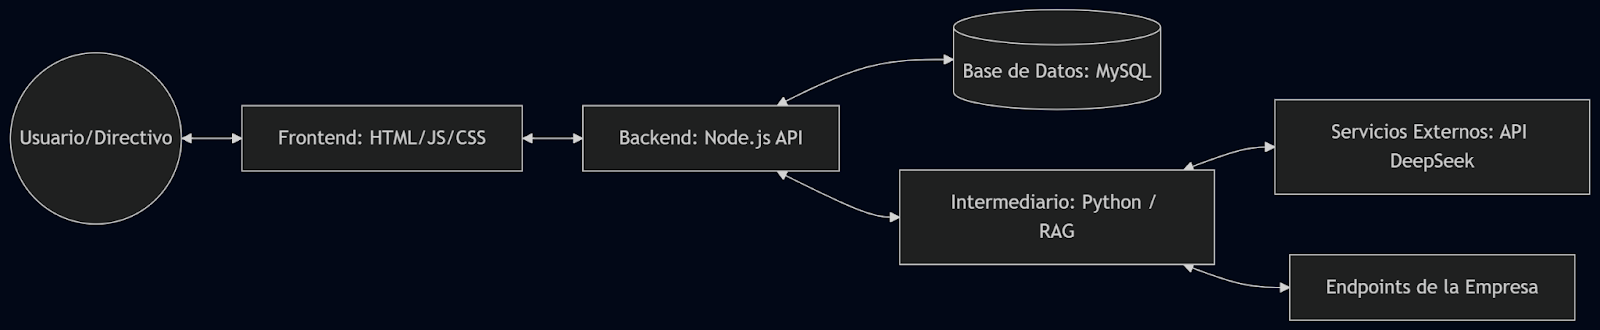 Usuario/Directivo
Frontend: HTML/JS/CSS
Backend: Node.js API
Base de Datos: MySQL
Intermediario: Python /
RAG
Servicios Externos: API
DeepSeek
Endpoints de la Empresa